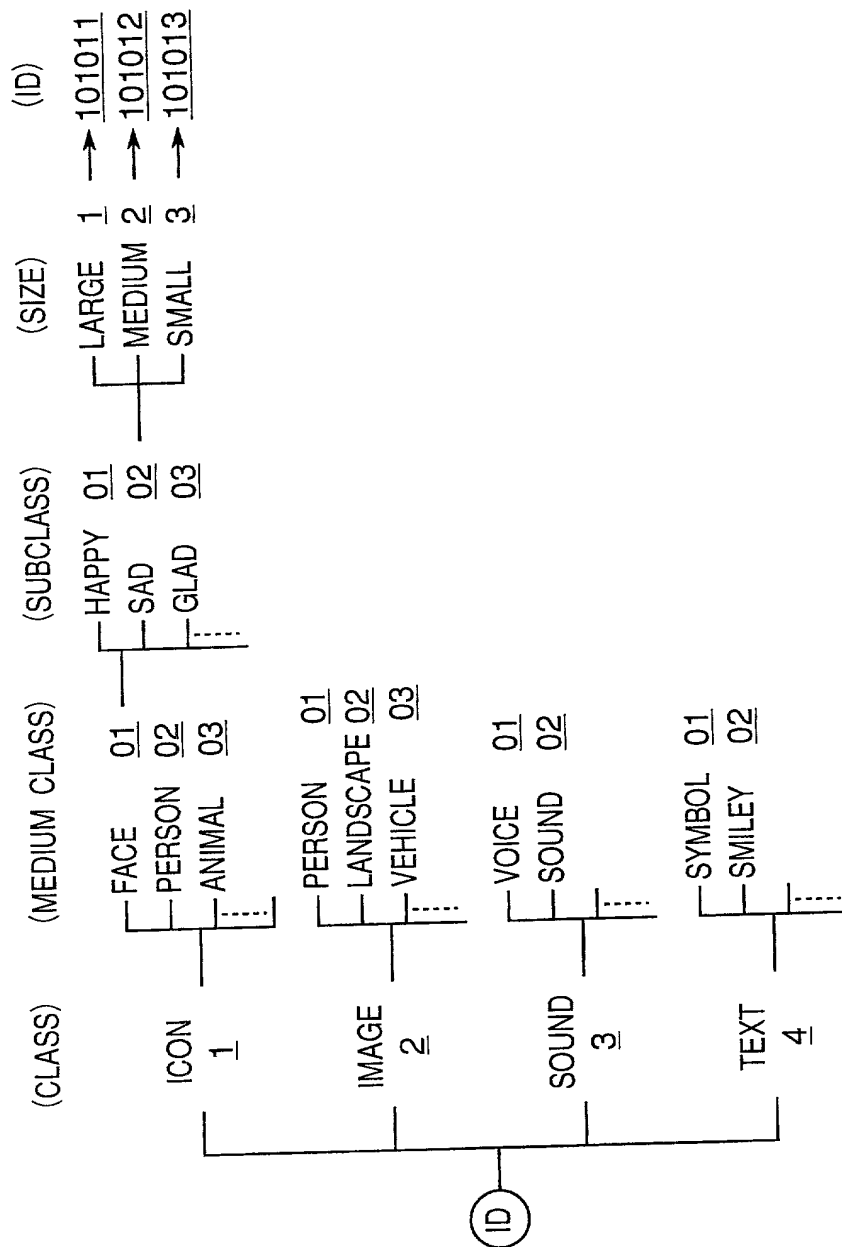 (CLASS) (MEDIUM CLASS) (SUBCLASS) (SIZE) (ID)
FACE 01 HAPPY 01 LARGE 1 101011
ICON PERSON 02 SAD 02 MEDIUM 2 101012
1 ANIMAL 03 GLAD 03 SMALL 3 101013
PERSON 01
IMAGE LANDSCAPE 02
2 VEHICLE 03
ID
VOICE 01
SOUND SOUND 02
3
SYMBOL 01
TEXT SMILEY 02
4